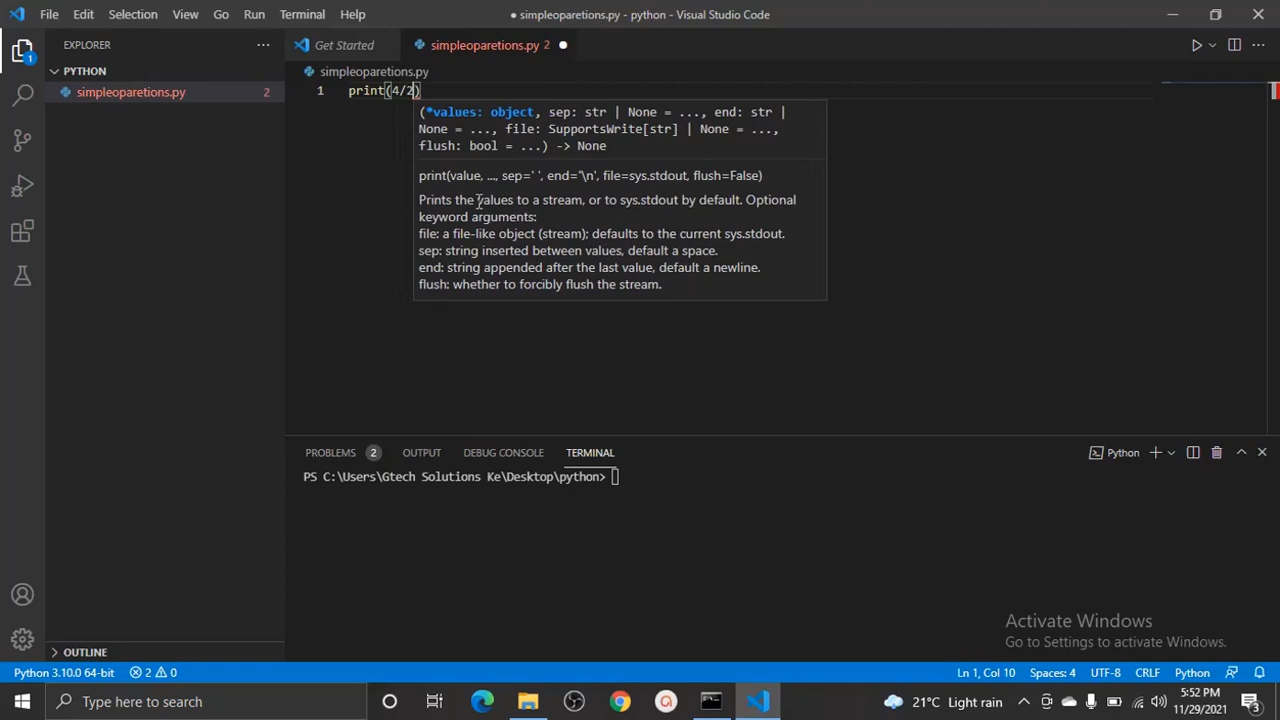 File Edit Selection View Go Run Terminal Help
● simpleoparetions.py - python - Visual Studio Code
EXPLORER
1
PYTHON
simpleoparetions.py 2
Get Started
simpleoparetions.py 2
simpleoparetions.py
1 print(4/2)
(*values: object, sep: str | None = ..., end: str |
None = ..., file: SupportsWrite[str] | None = ...,
flush: bool = ...) -> None
print(value, ..., sep=' ', end='\n', file=sys.stdout, flush=False)
Prints the values to a stream, or to sys.stdout by default. Optional
keyword arguments:
file: a file-like object (stream); defaults to the current sys.stdout.
sep: string inserted between values, default a space.
end: string appended after the last value, default a newline.
flush: whether to forcibly flush the stream.
PROBLEMS 2 OUTPUT DEBUG CONSOLE TERMINAL
Python
PS C:\Users\Gtech Solutions Ke\Desktop\python>
Activate Windows
Go to Settings to activate Windows.
OUTLINE
Python 3.10.0 64-bit 2 0
Ln 1, Col 10 Spaces: 4 UTF-8 CRLF Python
Type here to search
21°C Light rain
5:52 PM
11/29/2021
3